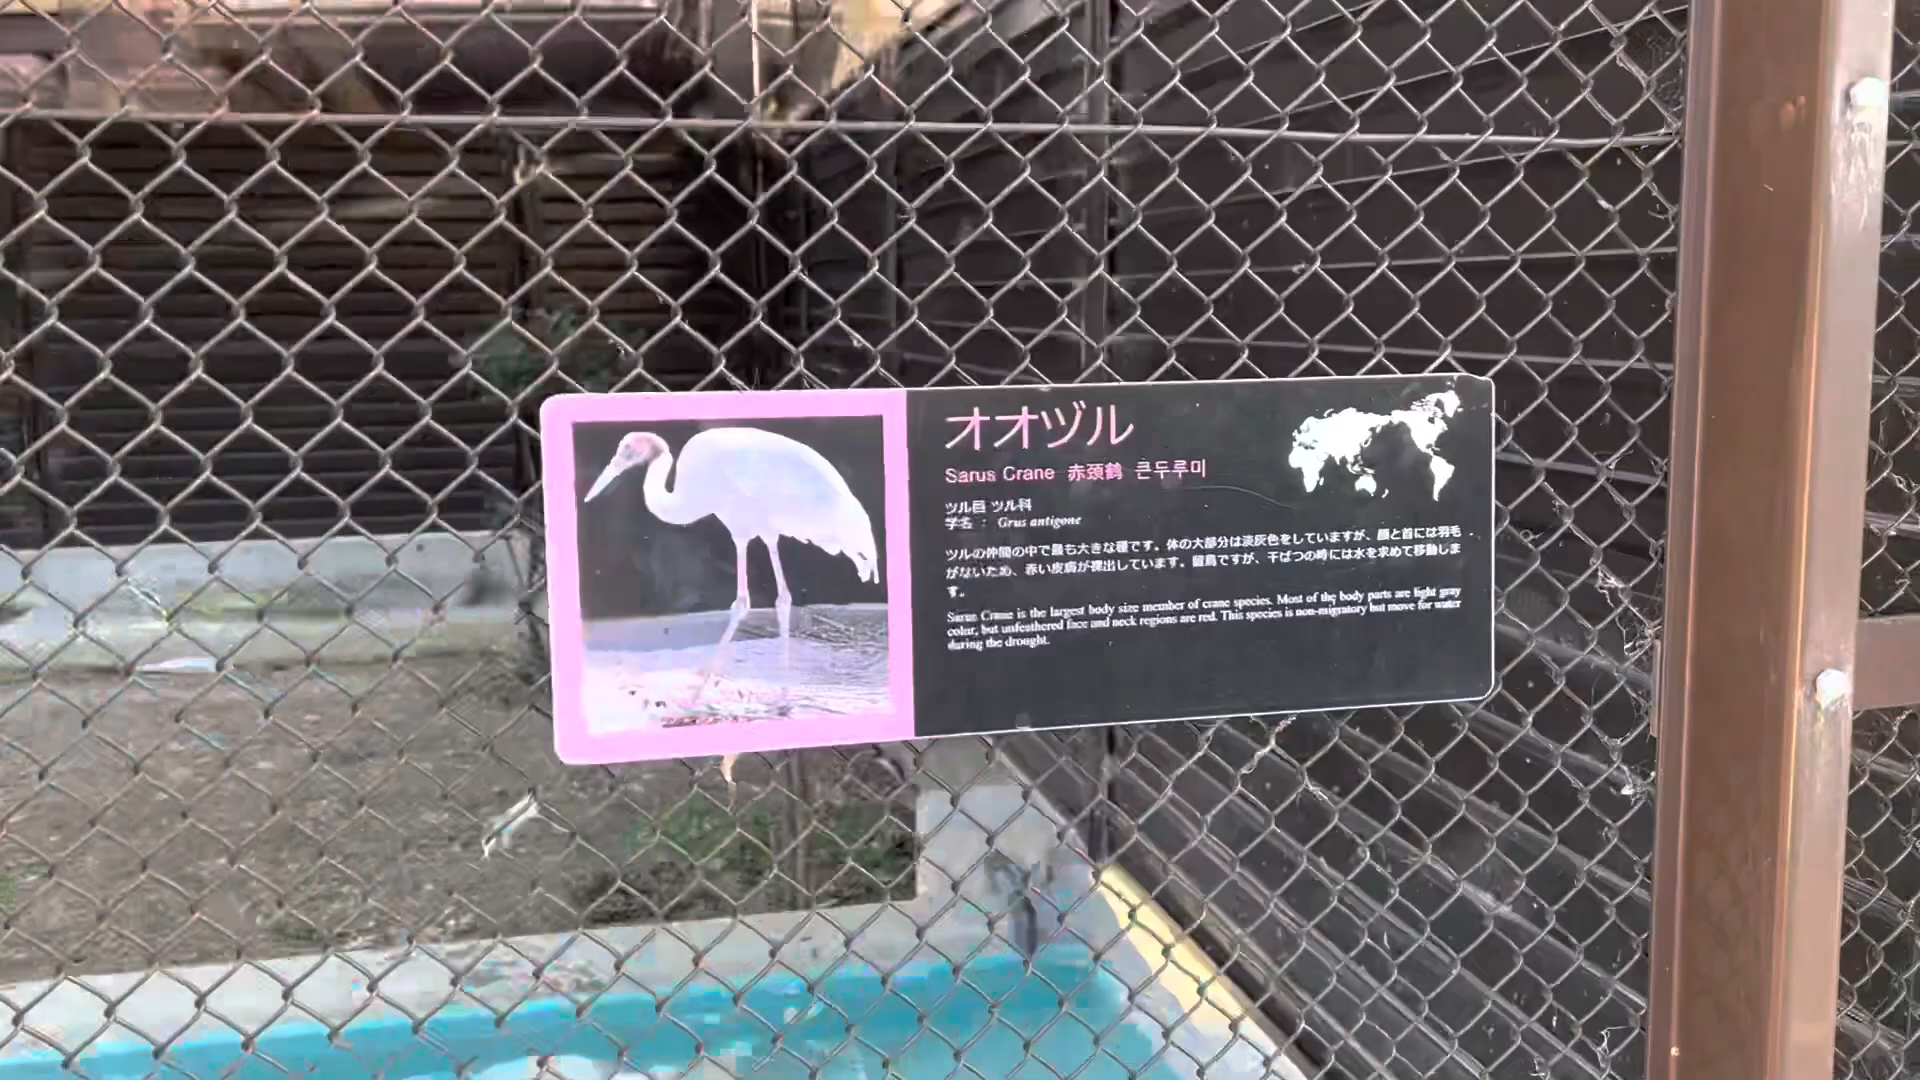 オオヅル
Sarus Crane 赤頚鶴 큰두루미
ツル目 ツル科
学名 : Grus antigone
ツルの仲間の中で最も大きな種です。体の大部分は淡灰色をしていますが、顔と首には羽毛
がないため、赤い皮膚が裸出しています。留鳥ですが、干ばつの時には水を求めて移動しま
す。
Sarus Crane is the largest body size member of crane species. Most of the body parts are light gray
color, but unfeathered face and neck regions are red. This species is non-migratory but move for water
during the drought.